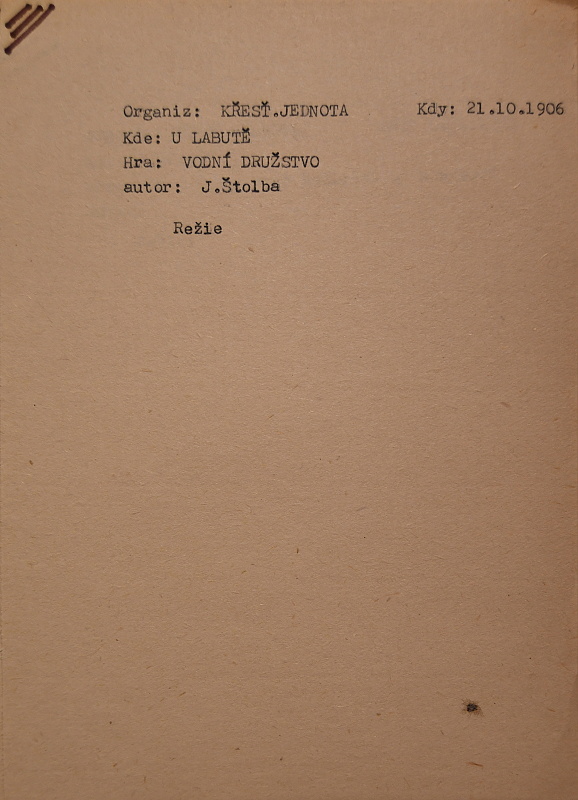 Organiz: KŘESŤ.JEDNOTA Kdy: 21.10.1906
Kde: U LABUTĚ
Hra: VODNÍ DRUŽSTVO
autor: J.Štolba
Režie